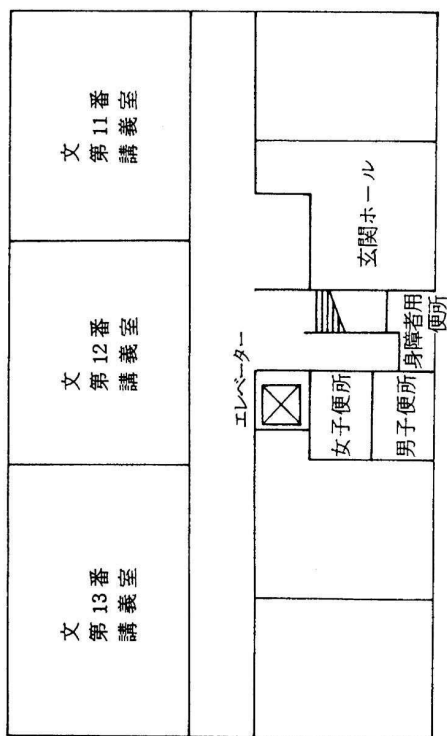 文
第11番
講義室
文
第12番
講義室
文
第13番
講義室
エレベーター
玄関ホール
身障者用
便所
女子便所
男子便所